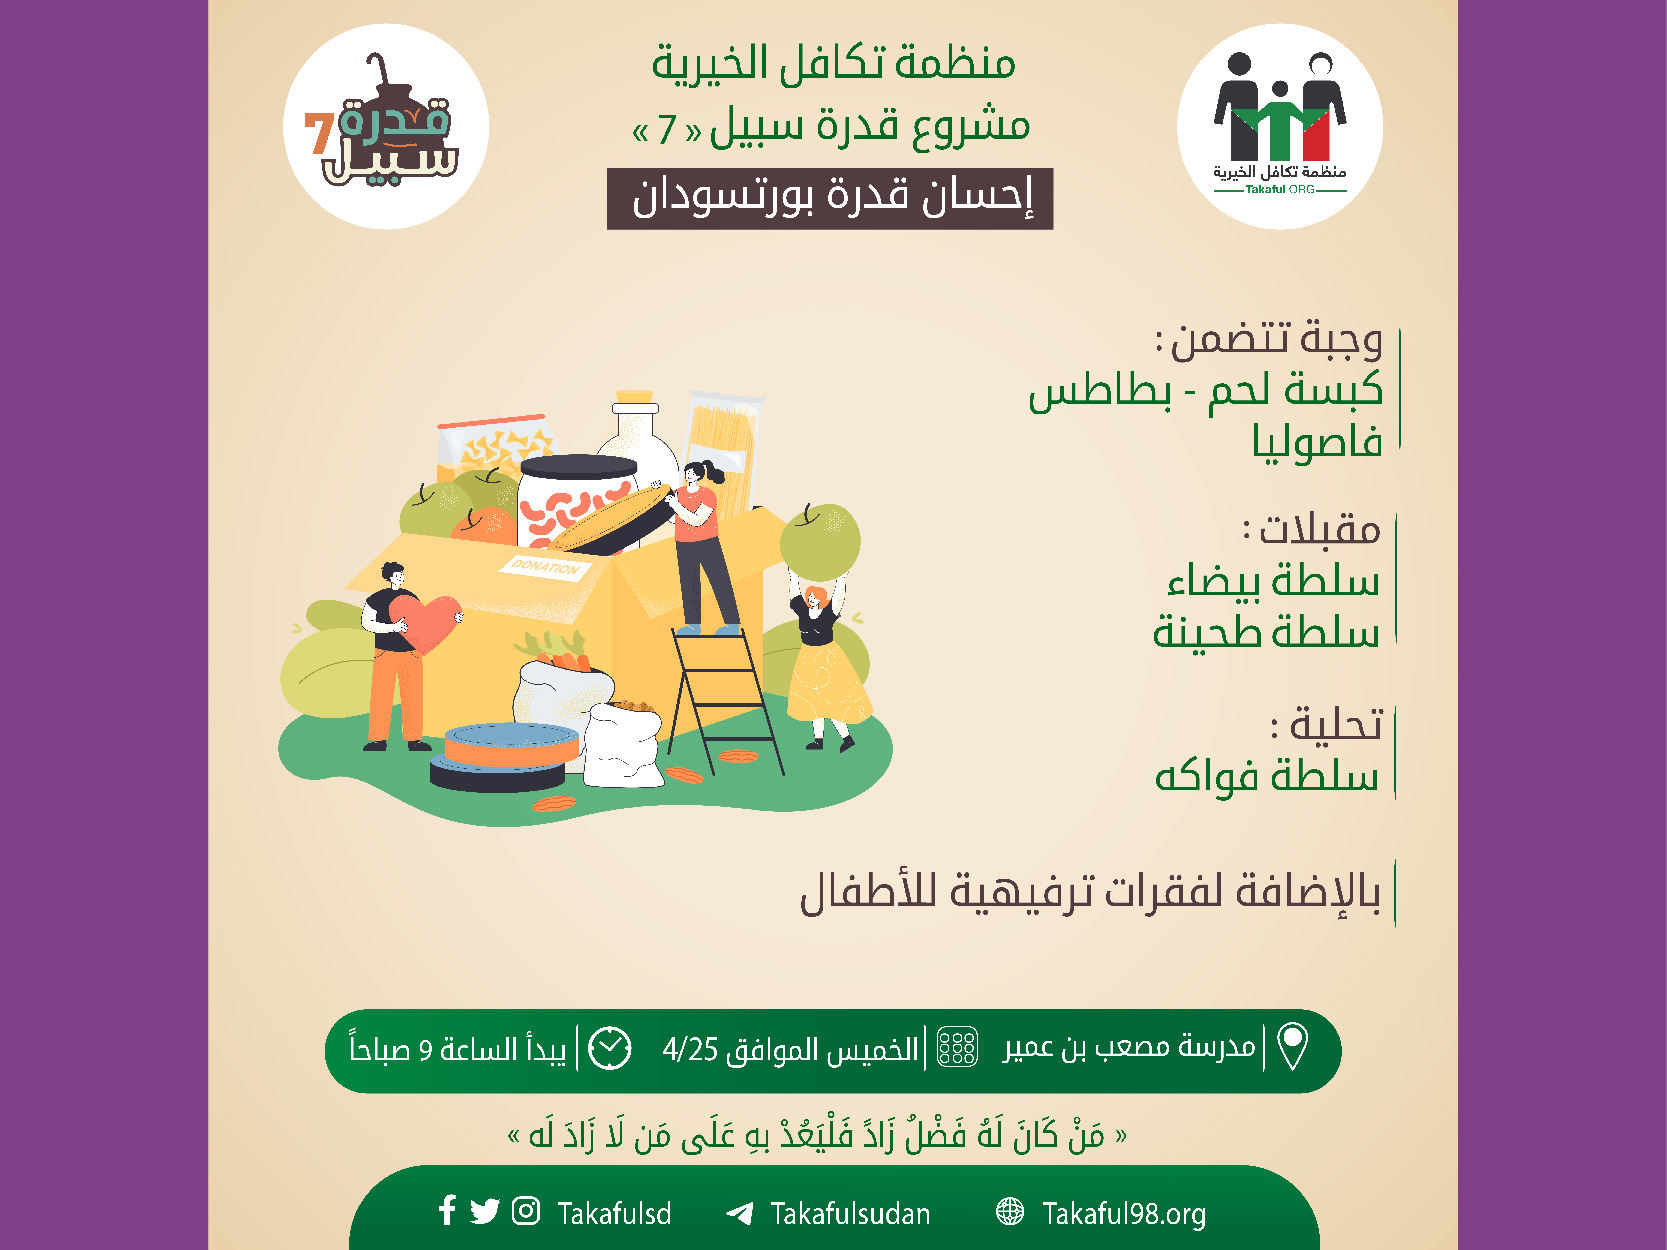 منظمة تكافل الخيرية
مشروع قدرة سبيل « 7 »
إحسان قدرة بورتسودان
قدرة
سبيل
7
منظمة تكافل الخيرية
Takaful ORG
وجبة تتضمن :
كبسة لحم - بطاطس
فاصوليا
مقبلات :
سلطة بيضاء
سلطة طحينة
تحلية :
سلطة فواكه
DONATION
بالإضافة لفقرات ترفيهية للأطفال
مدرسة مصعب بن عمير
الخميس الموافق 4/25
يبدأ الساعة 9 صباحاً
« مَنْ كَانَ لَهُ فَضْلُ زَادً فَلْيَعُدْ بهِ عَلَى مَن لَا زَادَ لَه »
Takafulsd
Takafulsudan
Takaful98.org